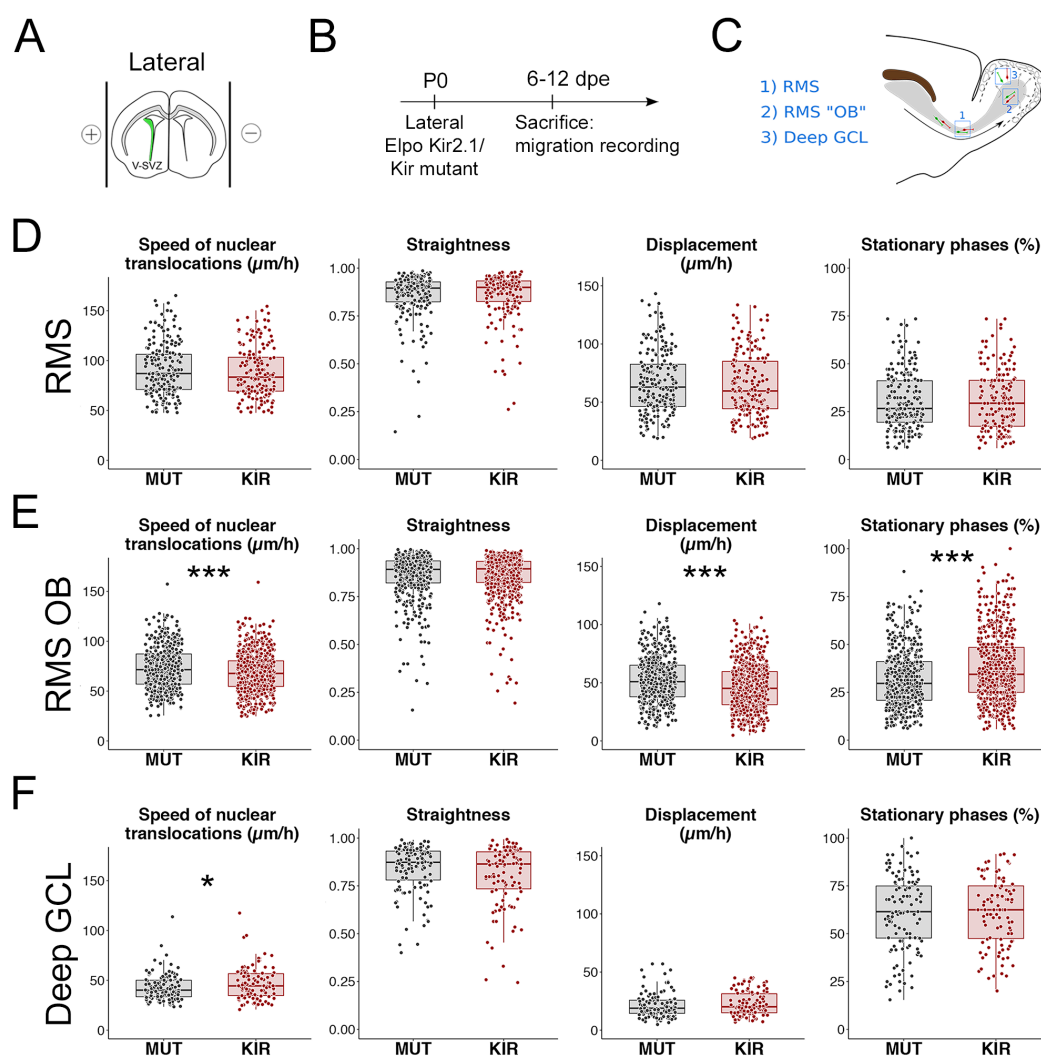 A
Lateral
+
−
V-SVZ
B
P0
6-12 dpe
Lateral
Elpo Kir2.1/
Kir mutant
Sacrifice:
migration recording
C
1) RMS
2) RMS "OB"
3) Deep GCL
1
2
3
D
RMS
Speed of nuclear
translocations (µm/h)
150
100
50
0
MUT KIR
Straightness
1.00
0.75
0.50
0.25
0.00
MUT KIR
Displacement
(µm/h)
150
100
50
0
MUT KIR
Stationary phases (%)
100
75
50
25
0
MUT KIR
E
RMS OB
Speed of nuclear
translocations (µm/h)
***
150
100
50
0
MUT KIR
Straightness
1.00
0.75
0.50
0.25
0.00
MUT KIR
Displacement
(µm/h)
***
150
100
50
0
MUT KIR
Stationary phases (%)
***
100
75
50
25
0
MUT KIR
F
Deep GCL
Speed of nuclear
translocations (µm/h)
*
150
100
50
0
MUT KIR
Straightness
1.00
0.75
0.50
0.25
0.00
MUT KIR
Displacement
(µm/h)
150
100
50
0
MUT KIR
Stationary phases (%)
100
75
50
25
0
MUT KIR